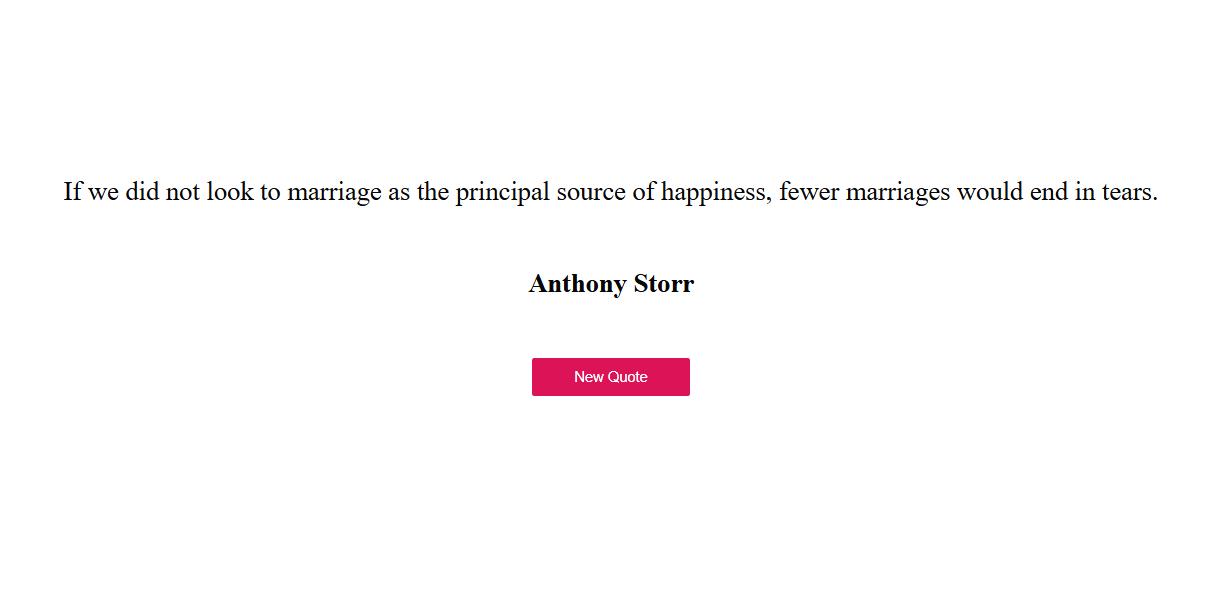 If we did not look to marriage as the principal source of happiness, fewer marriages would end in tears.
Anthony Storr
New Quote